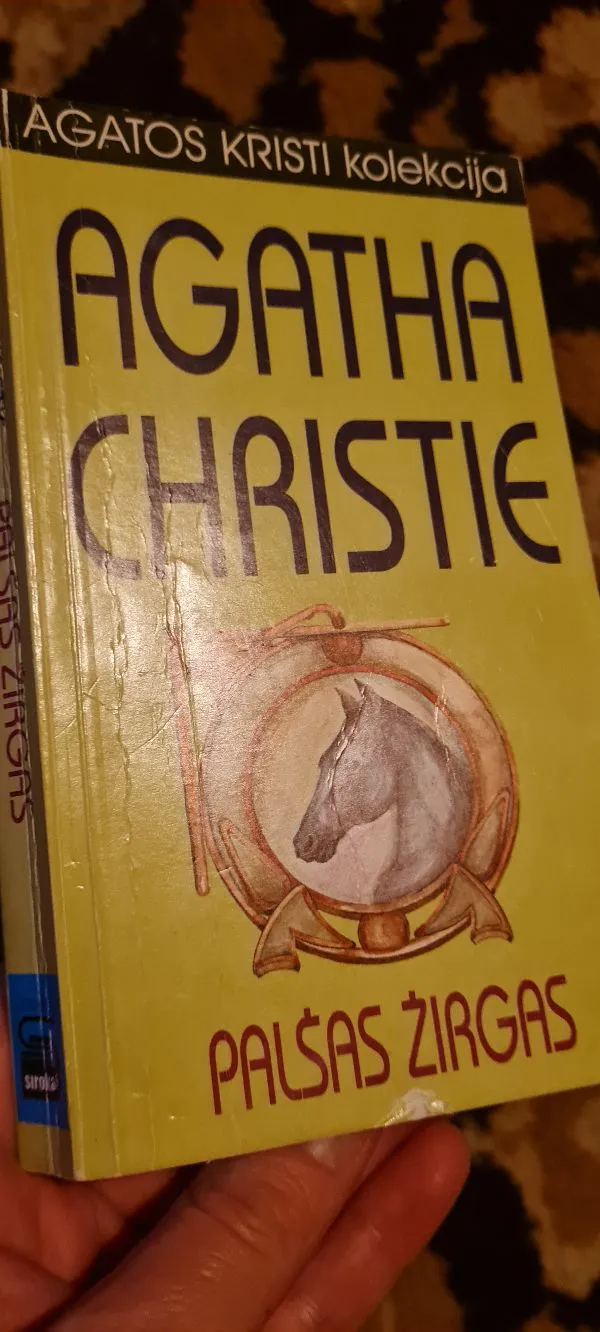 AGATOS KRISTI kolekcija
AGATHA
CHRISTIE
PALŠAS ŽIRGAS
PALŠAS ŽIRGAS